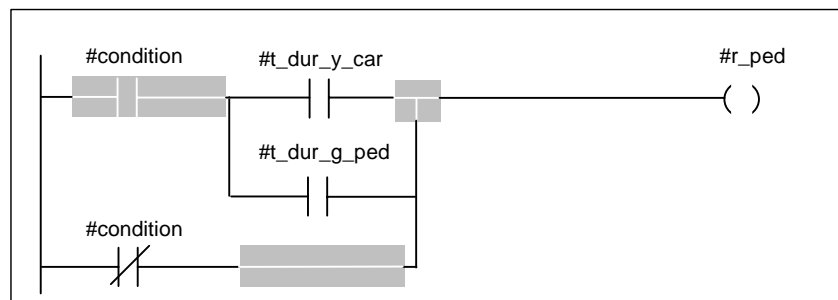 #condition
#t_dur_y_car
#r_ped
#t_dur_g_ped
#condition